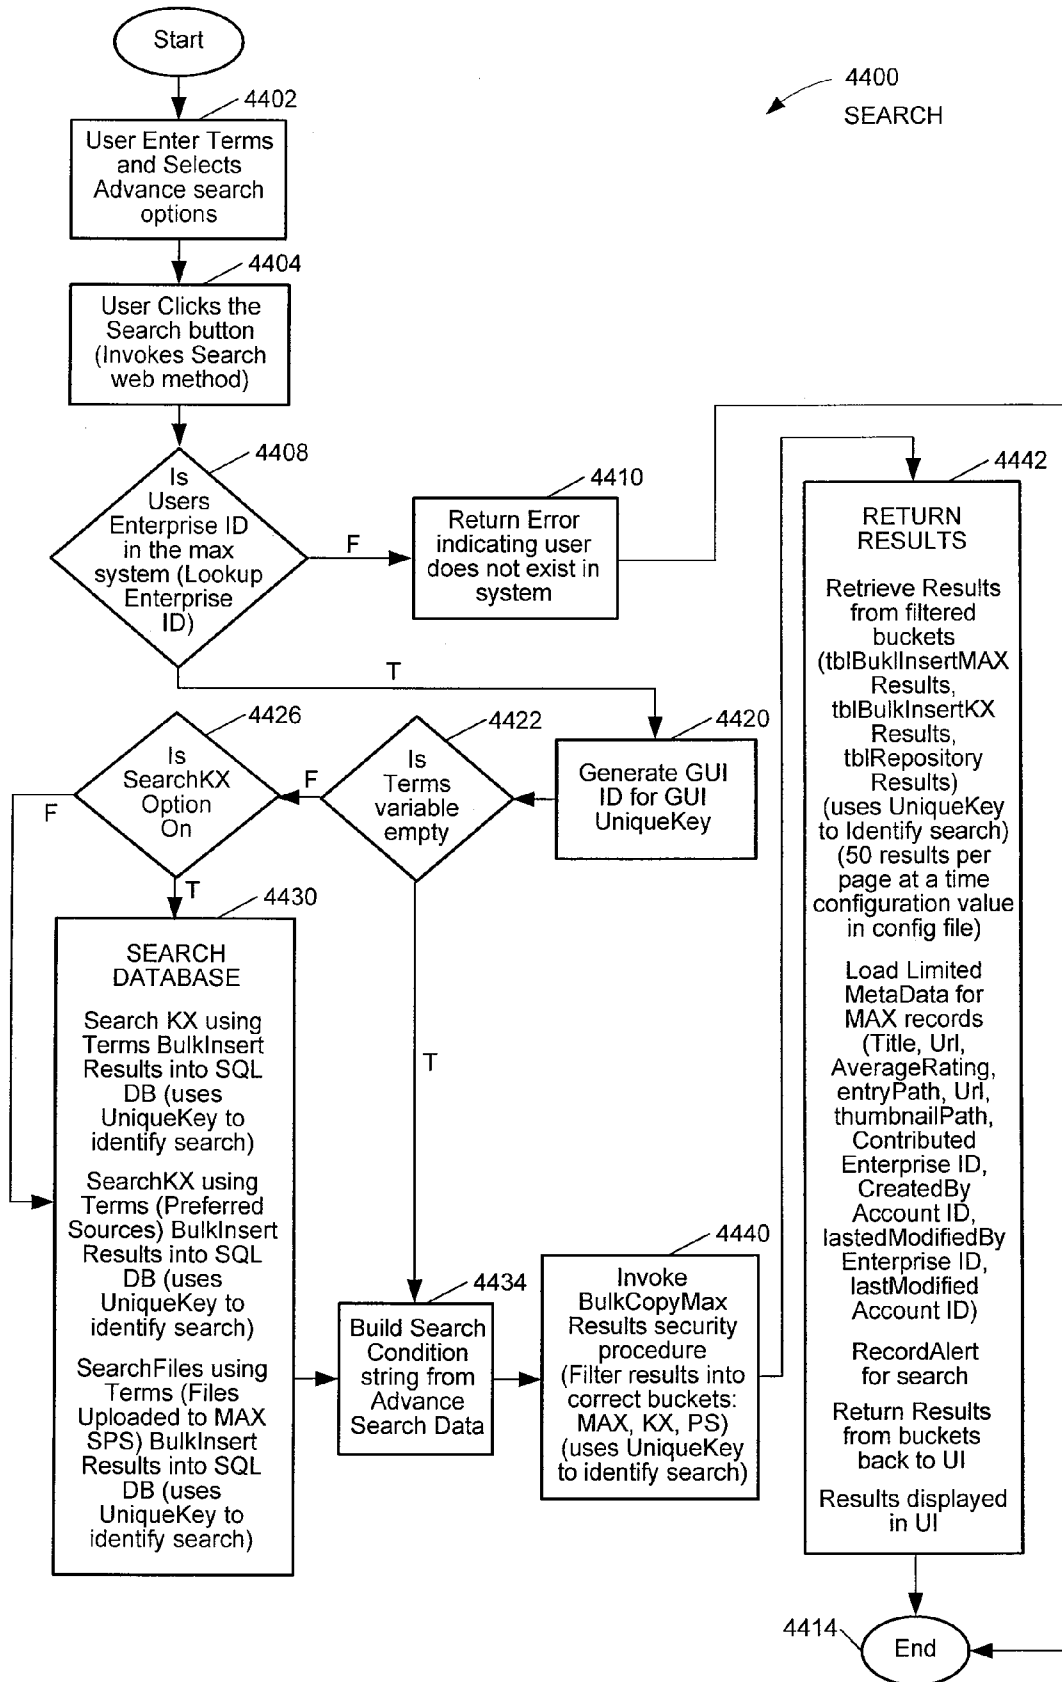 Start
4400
SEARCH
4402
User Enter Terms
and Selects
Advance search
options
4404
User Clicks the
Search button
(Invokes Search
web method)
4408
Is
Users
Enterprise ID
in the max
system (Lookup
Enterprise
ID)
F
4410
Return Error
indicating user
does not exist in
system
T
4420
Generate GUI
ID for GUI
UniqueKey
4422
Is
Terms
variable
empty
F
T
4426
Is
SearchKX
Option
On
F
T
4430
SEARCH
DATABASE
Search KX using
Terms BulkInsert
Results into SQL
DB (uses
UniqueKey to
identify search)
SearchKX using
Terms (Preferred
Sources) BulkInsert
Results into SQL
DB (uses
UniqueKey to
identify search)
SearchFiles using
Terms (Files
Uploaded to MAX
SPS) BulkInsert
Results into SQL
DB (uses
UniqueKey to
identify search)
4434
Build Search
Condition
string from
Advance
Search Data
4440
Invoke
BulkCopyMax
Results security
procedure
(Filter results into
correct buckets:
MAX, KX, PS)
(uses UniqueKey
to identify search)
4442
RETURN
RESULTS
Retrieve Results
from filtered
buckets
(tblBuklInsertMAX
Results,
tblBulkInsertKX
Results,
tblRepository
Results)
(uses UniqueKey
to Identify search)
(50 results per
page at a time
configuration value
in config file)
Load Limited
MetaData for
MAX records
(Title, Url,
AverageRating,
entryPath, Url,
thumbnailPath,
Contributed
Enterprise ID,
CreatedBy
Account ID,
lastedModifiedBy
Enterprise ID,
lastModified
Account ID)
RecordAlert
for search
Return Results
from buckets
back to UI
Results displayed
in UI
4414
End